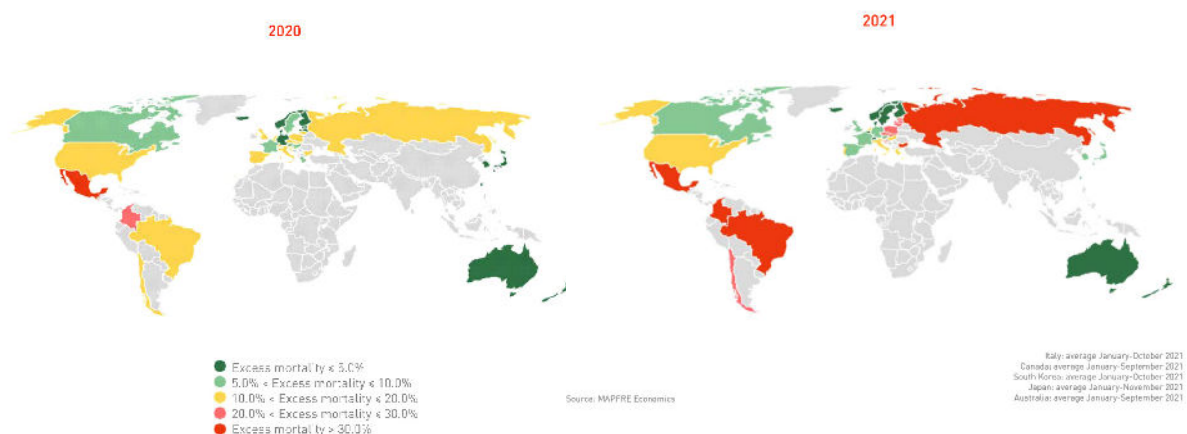 2020
2021
Excess mortality ≤ 5.0%
5.0% < Excess mortality ≤ 10.0%
10.0% < Excess mortality ≤ 20.0%
20.0% < Excess mortality ≤ 30.0%
Excess mortality > 30.0%
Source: MAPFRE Economics
Italy: average January-October 2021
Canada: average January-September 2021
South Korea: average January-October 2021
Japan: average January-November 2021
Australia: average January-September 2021